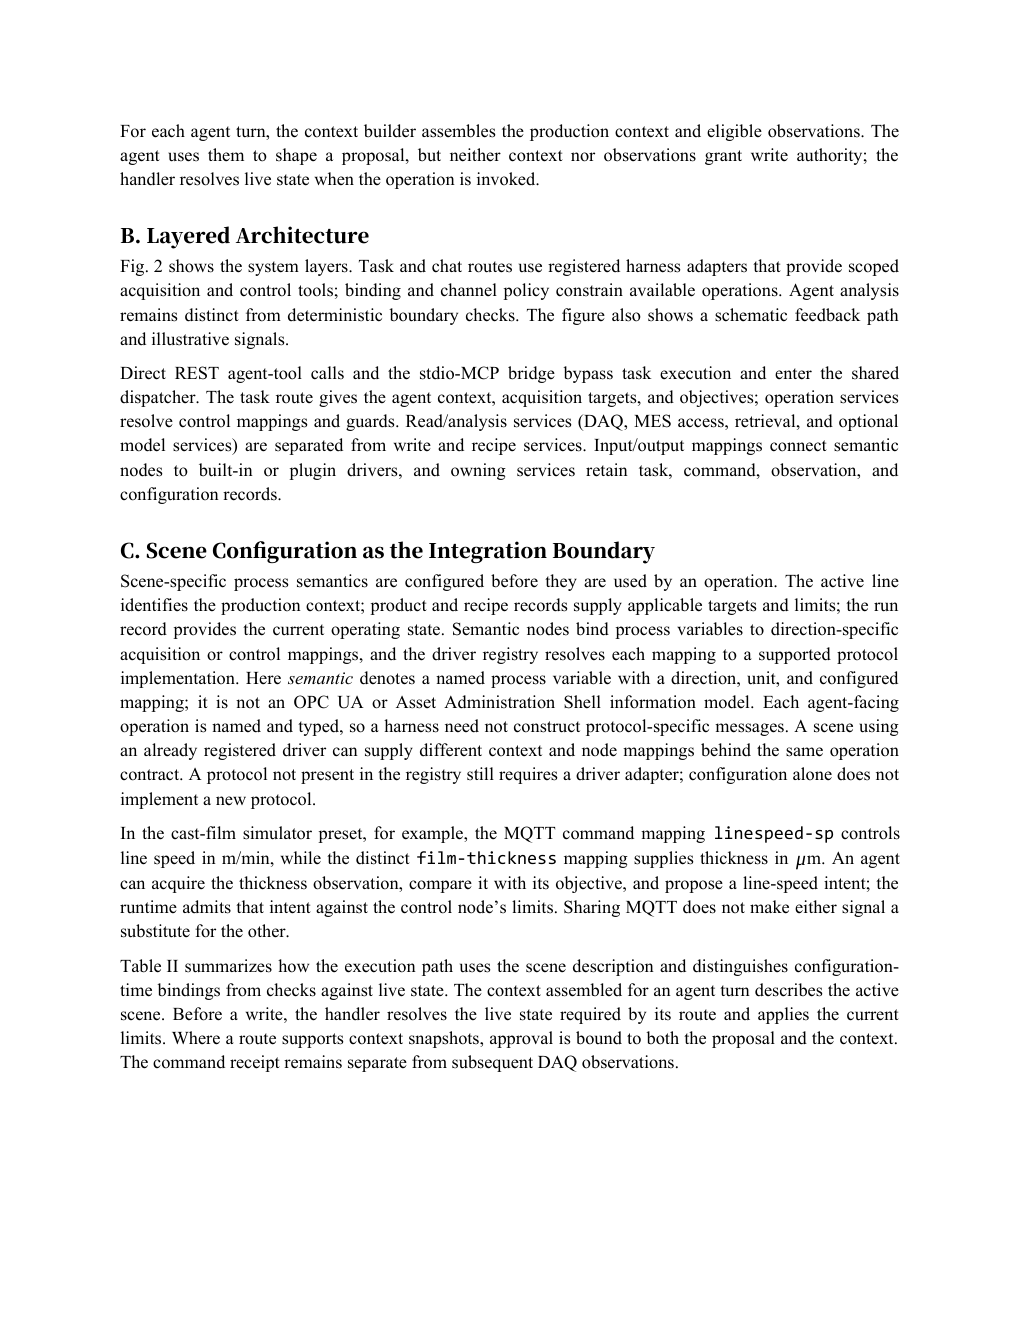 For each agent turn, the context builder assembles the production context and eligible observations. The
agent uses them to shape a proposal, but neither context nor observations grant write authority; the
handler resolves live state when the operation is invoked.
B. Layered Architecture
Fig. 2 shows the system layers. Task and chat routes use registered harness adapters that provide scoped
acquisition and control tools; binding and channel policy constrain available operations. Agent analysis
remains distinct from deterministic boundary checks. The figure also shows a schematic feedback path
and illustrative signals.
Direct REST agent-tool calls and the stdio-MCP bridge bypass task execution and enter the shared
dispatcher. The task route gives the agent context, acquisition targets, and objectives; operation services
resolve control mappings and guards. Read/analysis services (DAQ, MES access, retrieval, and optional
model services) are separated from write and recipe services. Input/output mappings connect semantic
nodes to built-in or plugin drivers, and owning services retain task, command, observation, and
configuration records.
C. Scene Configuration as the Integration Boundary
Scene-specific process semantics are configured before they are used by an operation. The active line
identifies the production context; product and recipe records supply applicable targets and limits; the run
record provides the current operating state. Semantic nodes bind process variables to direction-specific
acquisition or control mappings, and the driver registry resolves each mapping to a supported protocol
implementation. Here semantic denotes a named process variable with a direction, unit, and configured
mapping; it is not an OPC UA or Asset Administration Shell information model. Each agent-facing
operation is named and typed, so a harness need not construct protocol-specific messages. A scene using
an already registered driver can supply different context and node mappings behind the same operation
contract. A protocol not present in the registry still requires a driver adapter; configuration alone does not
implement a new protocol.
In the cast-film simulator preset, for example, the MQTT command mapping linespeed-sp controls
line speed in m/min, while the distinct film-thickness mapping supplies thickness in μm. An agent
can acquire the thickness observation, compare it with its objective, and propose a line-speed intent; the
runtime admits that intent against the control node’s limits. Sharing MQTT does not make either signal a
substitute for the other.
Table II summarizes how the execution path uses the scene description and distinguishes configuration-
time bindings from checks against live state. The context assembled for an agent turn describes the active
scene. Before a write, the handler resolves the live state required by its route and applies the current
limits. Where a route supports context snapshots, approval is bound to both the proposal and the context.
The command receipt remains separate from subsequent DAQ observations.